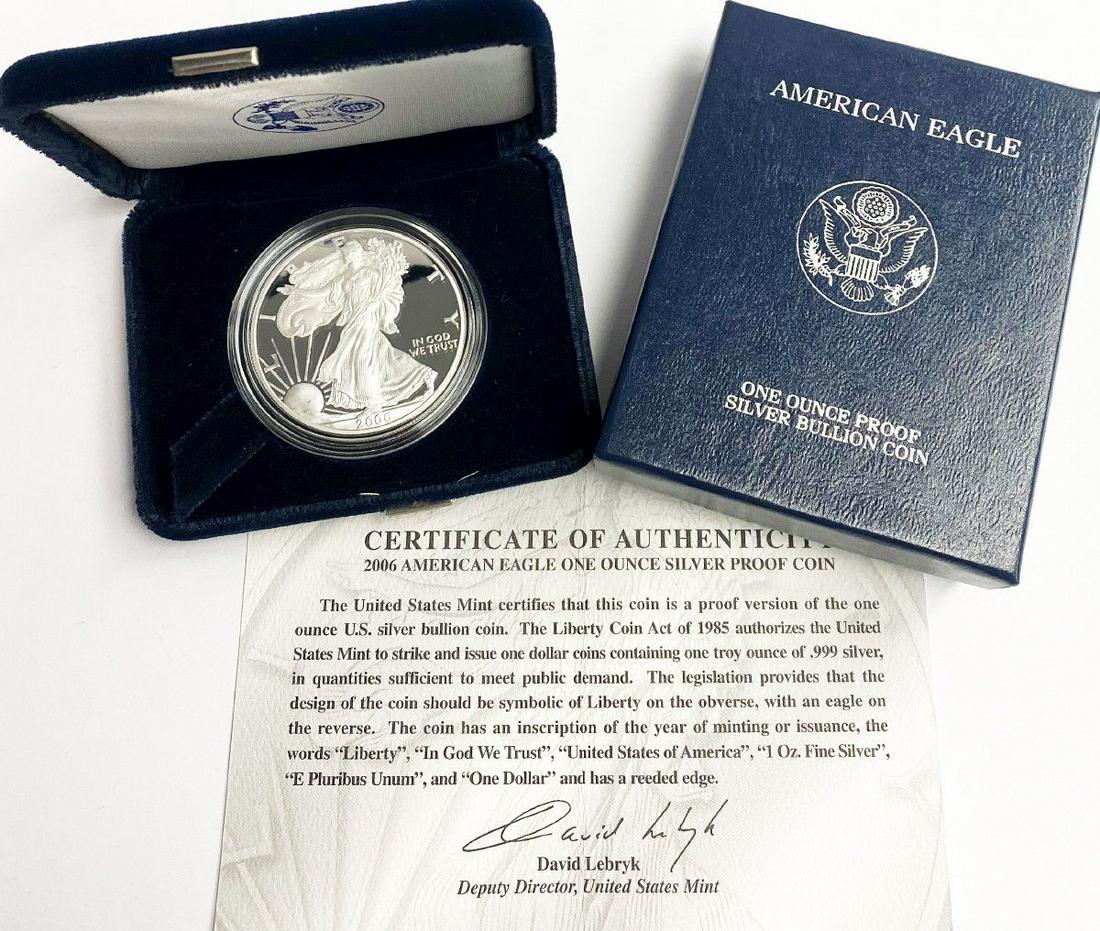 LIBERTY
IN GOD
WE TRUST
2006
AMERICAN EAGLE
ONE OUNCE PROOF
SILVER BULLION COIN
CERTIFICATE OF AUTHENTICITY
2006 AMERICAN EAGLE ONE OUNCE SILVER PROOF COIN
The United States Mint certifies that this coin is a proof version of the one
ounce U.S. silver bullion coin. The Liberty Coin Act of 1985 authorizes the United
States Mint to strike and issue one dollar coins containing one troy ounce of .999 silver,
in quantities sufficient to meet public demand. The legislation provides that the
design of the coin should be symbolic of Liberty on the obverse, with an eagle on
the reverse. The coin has an inscription of the year of minting or issuance, the
words “Liberty”, “In God We Trust”, “United States of America”, “1 Oz. Fine Silver”,
“E Pluribus Unum”, and “One Dollar” and has a reeded edge.
David Lebryk
David Lebryk
Deputy Director, United States Mint